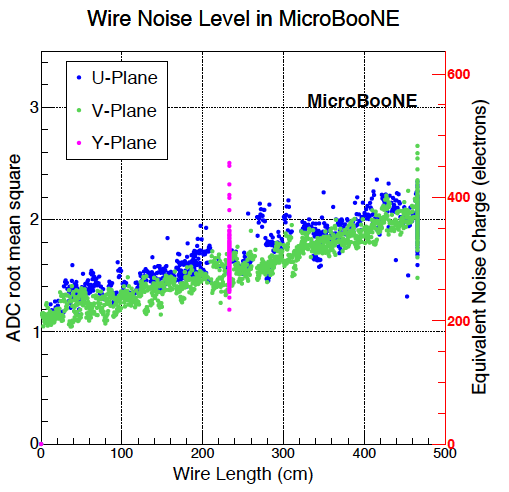 Wire Noise Level in MicroBooNE
U-Plane
V-Plane
Y-Plane
MicroBooNE
ADC root mean square
3
2
1
0
0 100 200 300 400 500
Wire Length (cm)
600
400
200
0
Equivalent Noise Charge (electrons)